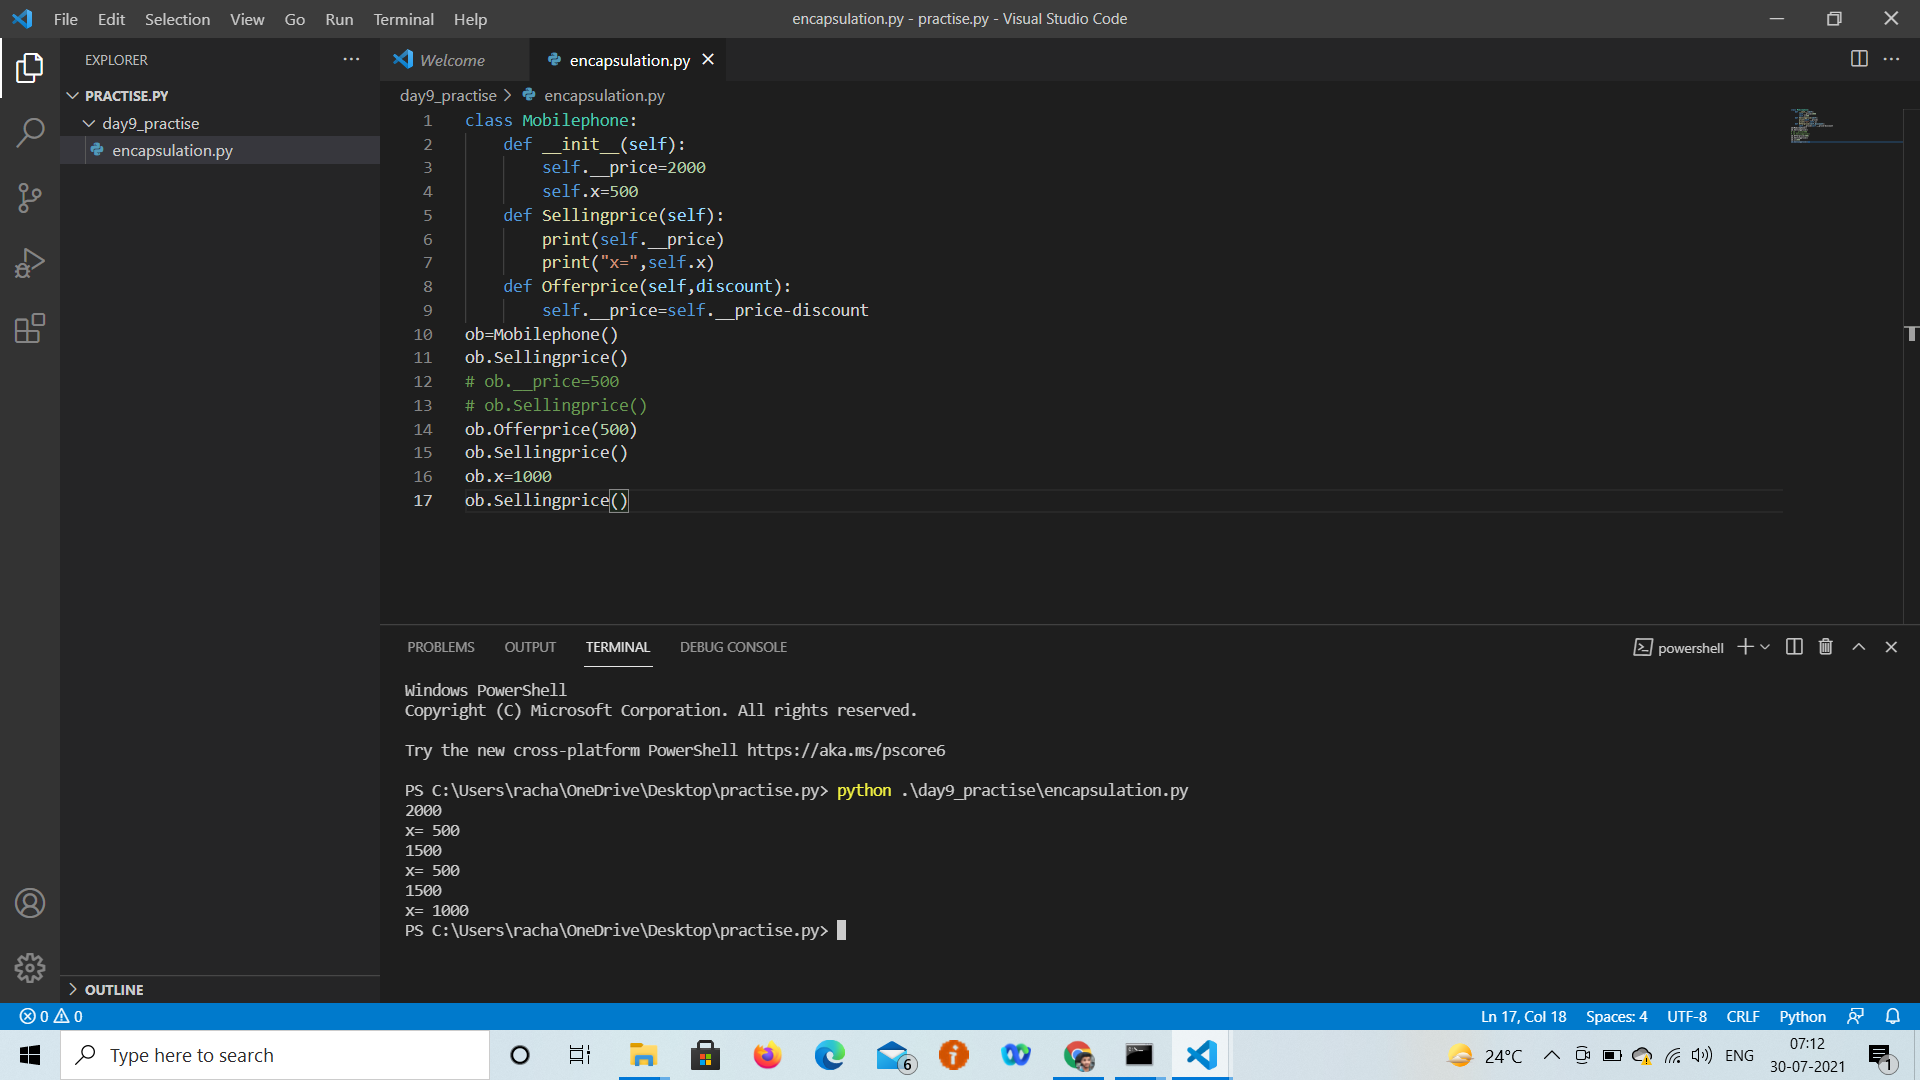 File Edit Selection View Go Run Terminal Help
encapsulation.py - practise.py - Visual Studio Code
EXPLORER
PRACTISE.PY
day9_practise
encapsulation.py
Welcome
encapsulation.py
day9_practise > encapsulation.py
1 class Mobilephone:
2     def __init__(self):
3         self.__price=2000
4         self.x=500
5     def Sellingprice(self):
6         print(self.__price)
7         print("x=",self.x)
8     def Offerprice(self,discount):
9         self.__price=self.__price-discount
10 ob=Mobilephone()
11 ob.Sellingprice()
12 # ob.__price=500
13 # ob.Sellingprice()
14 ob.Offerprice(500)
15 ob.Sellingprice()
16 ob.x=1000
17 ob.Sellingprice()
PROBLEMS OUTPUT TERMINAL DEBUG CONSOLE
powershell
Windows PowerShell
Copyright (C) Microsoft Corporation. All rights reserved.
Try the new cross-platform PowerShell https://aka.ms/pscore6
PS C:\Users\racha\OneDrive\Desktop\practise.py> python .\day9_practise\encapsulation.py
2000
x= 500
1500
x= 500
1500
x= 1000
PS C:\Users\racha\OneDrive\Desktop\practise.py>
OUTLINE
0 0
Ln 17, Col 18 Spaces: 4 UTF-8 CRLF Python
Type here to search
6
24°C
ENG
07:12
30-07-2021
1